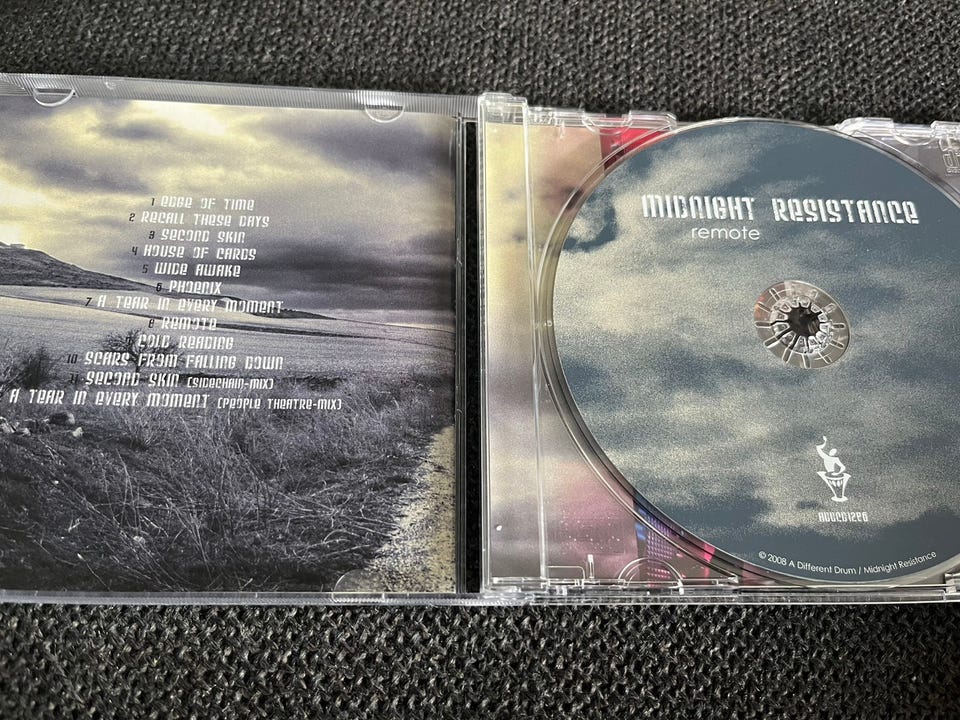 1 EDGE OF TIME
2 RECALL THESE DAYS
3 SECOND SKIN
4 HOUSE OF CARDS
5 WIDE AWAKE
6 PHOENIX
7 A TEAR IN EVERY MOMENT
8 REMOTE
9 COLD READING
10 SCARS FROM FALLING DOWN
11 SECOND SKIN (SIDECHAIN-MIX)
A TEAR IN EVERY MOMENT (PEOPLE THEATRE-MIX)
MIDNIGHT RESISTANCE
remote
ADDCD1226
© 2008 A Different Drum / Midnight Resistance